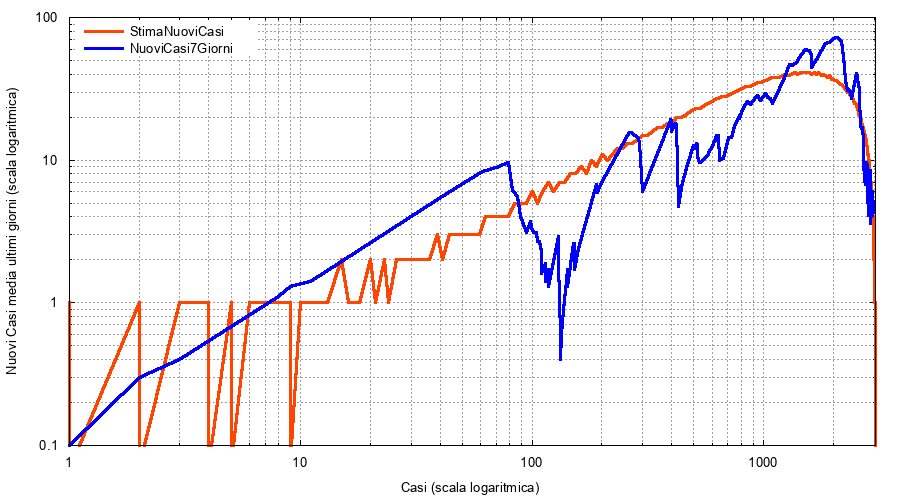 100
StimaNuoviCasi
NuoviCasi7Giorni
10
1
0.1
Nuovi Casi media ultimi giorni (scala logaritmica)
1 10 100 1000
Casi (scala logaritmica)